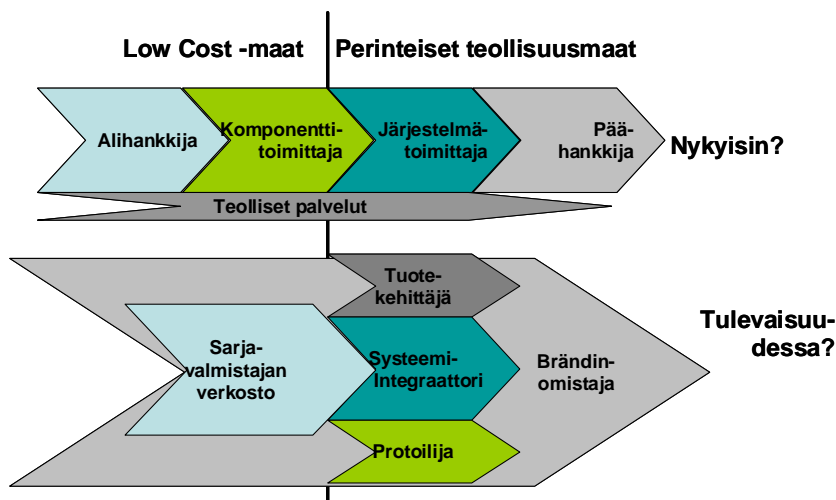 Low Cost -maat
Perinteiset teollisuusmaat
Alihankkija
Komponentti-
toimittaja
Järjestelmä-
toimittaja
Pää-
hankkija
Nykyisin?
Teolliset palvelut
Tuote-
kehittäjä
Tulevaisuu-
dessa?
Sarja-
valmistajan
verkosto
Systeemi-
Integraattori
Brändin-
omistaja
Protoilija